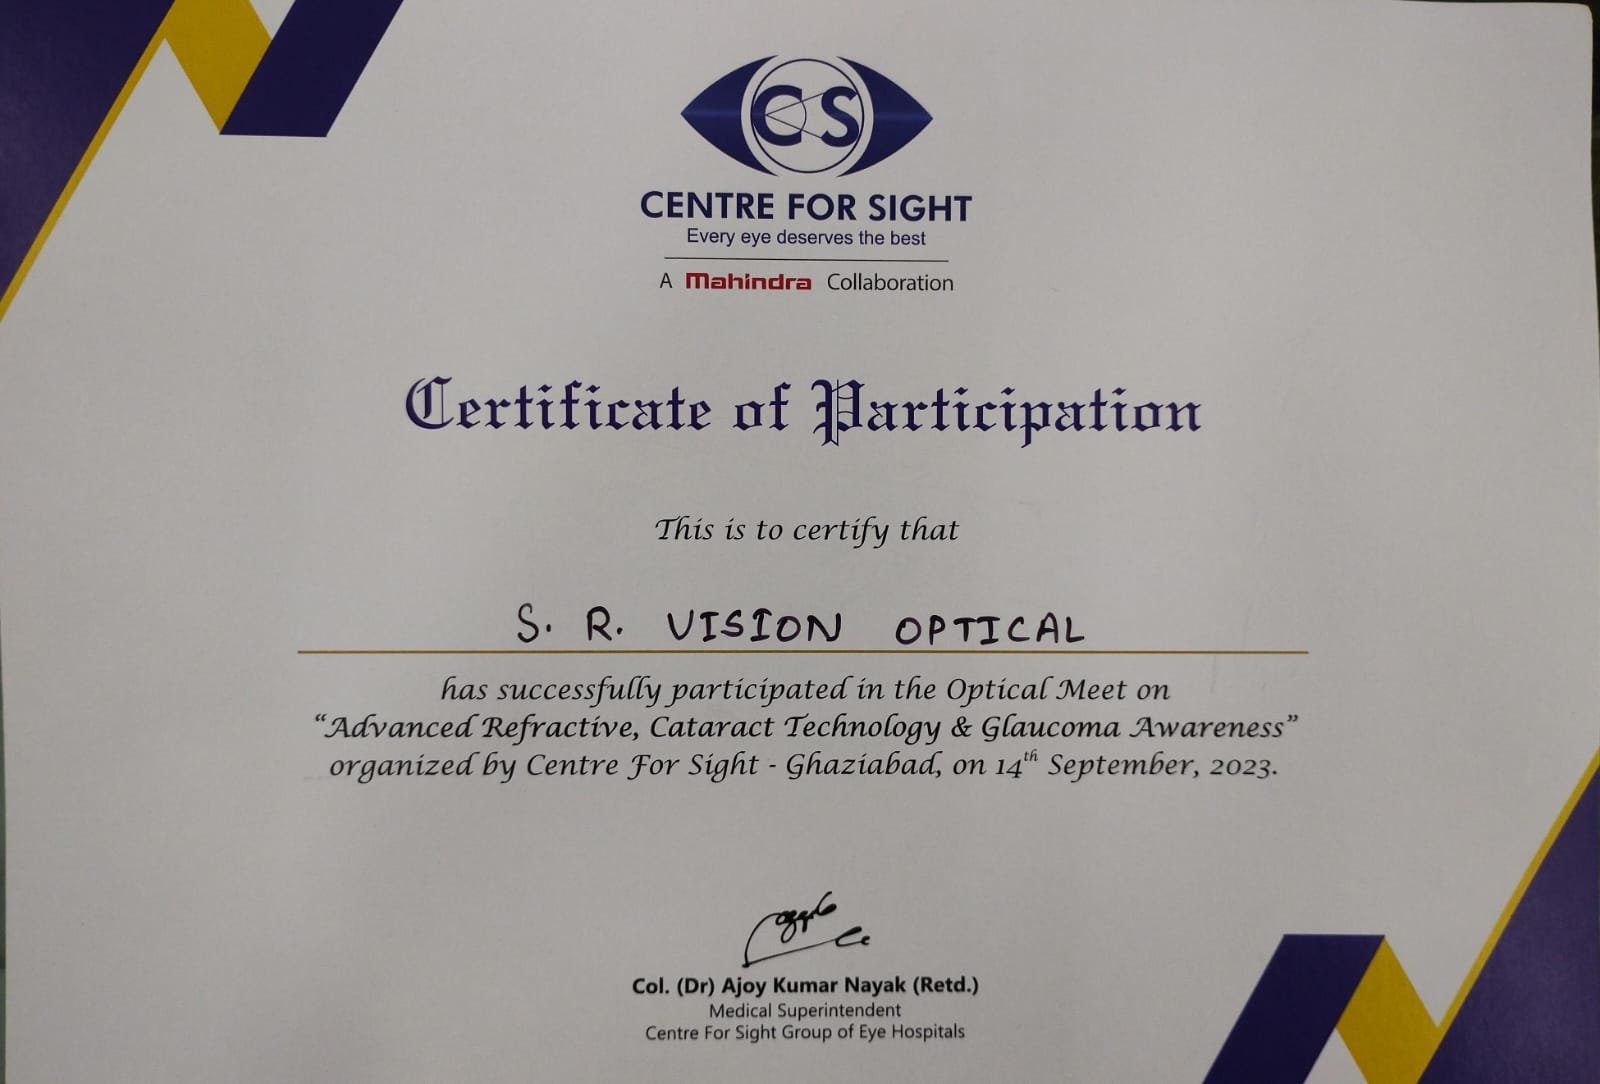 CS
CENTRE FOR SIGHT
Every eye deserves the best
A Mahindra Collaboration
Certificate of Participation
This is to certify that
S. R. VISION OPTICAL
has successfully participated in the Optical Meet on
“Advanced Refractive, Cataract Technology & Glaucoma Awareness”
organized by Centre For Sight - Ghaziabad, on 14th September, 2023.
Col. (Dr) Ajoy Kumar Nayak (Retd.)
Medical Superintendent
Centre For Sight Group of Eye Hospitals